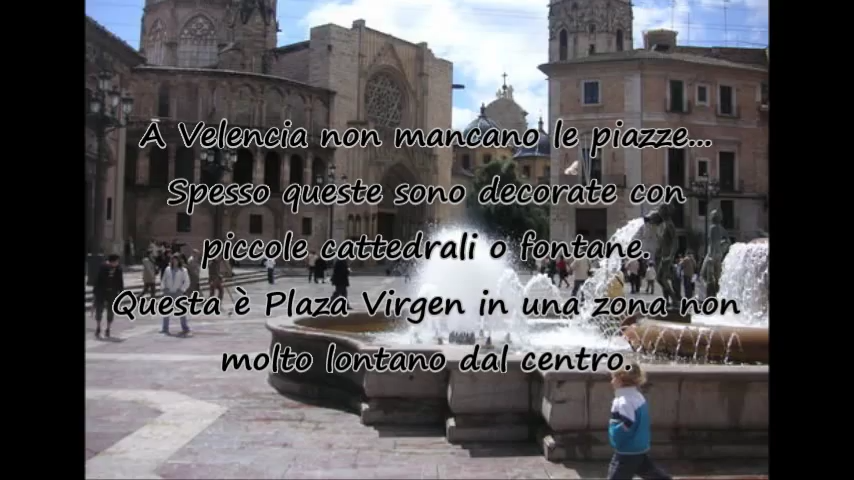 A Velencia non mancano le piazze...
Spesso queste sono decorate con
piccole cattedrali o fontane.
Questa è Plaza Virgen in una zona non
molto lontano dal centro.